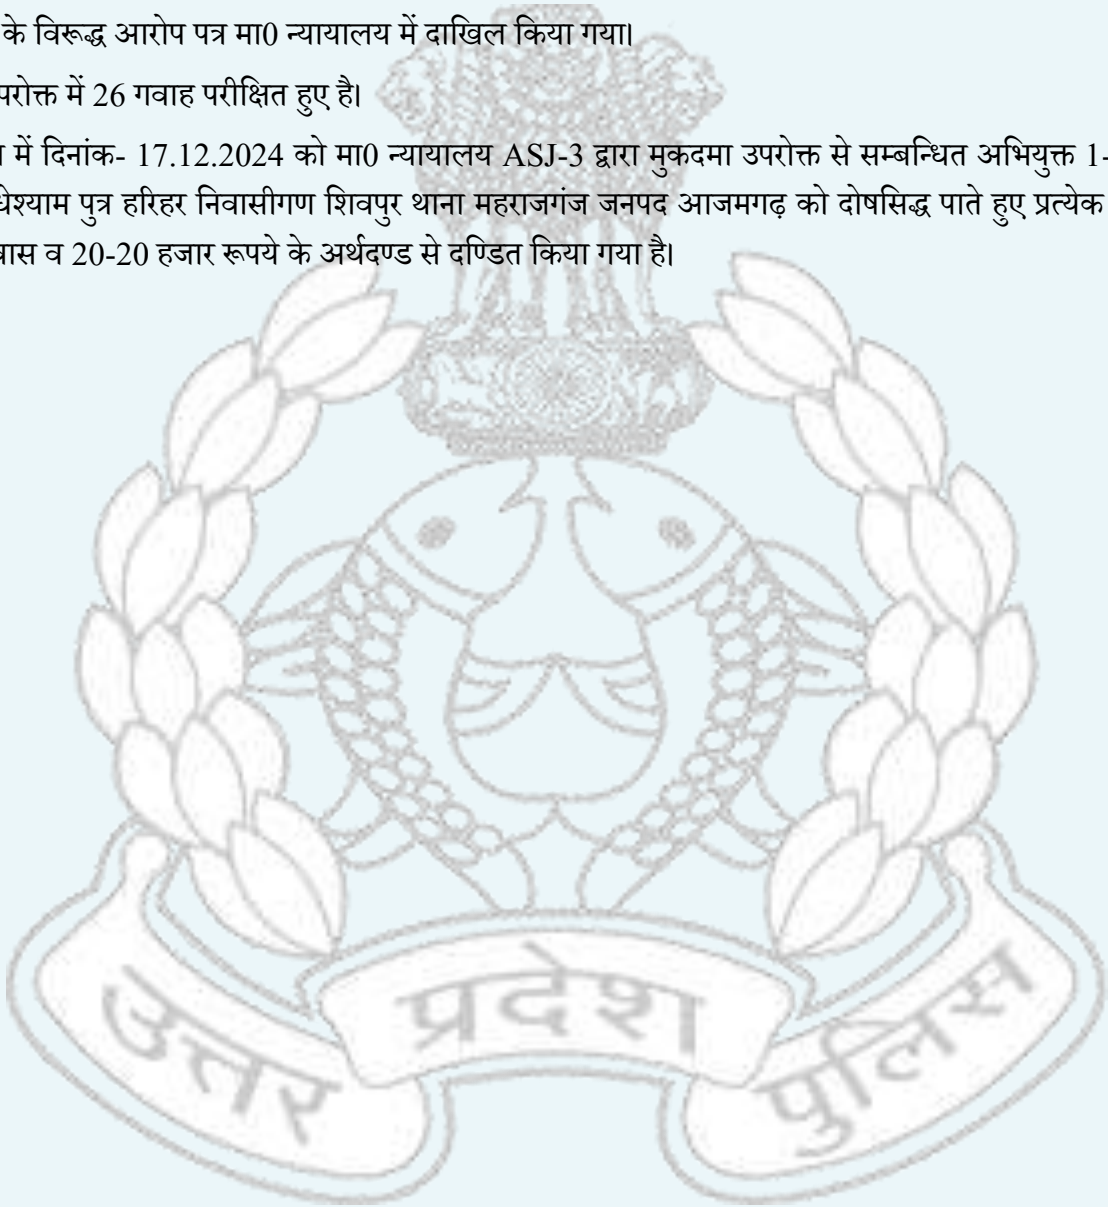 के विरूद्ध आरोप पत्र मा0 न्यायालय में दाखिल किया गया।
परोक्त में 26 गवाह परीक्षित हुए है।
में दिनांक- 17.12.2024 को मा0 न्यायालय ASJ-3 द्वारा मुकदमा उपरोक्त से सम्बन्धित अभियुक्त 1-
धेश्याम पुत्र हरिहर निवासीगण शिवपुर थाना महराजगंज जनपद आजमगढ़ को दोषसिद्ध पाते हुए प्रत्येक
वास व 20-20 हजार रूपये के अर्थदण्ड से दण्डित किया गया है।
उत्तर प्रदेश पुलिस